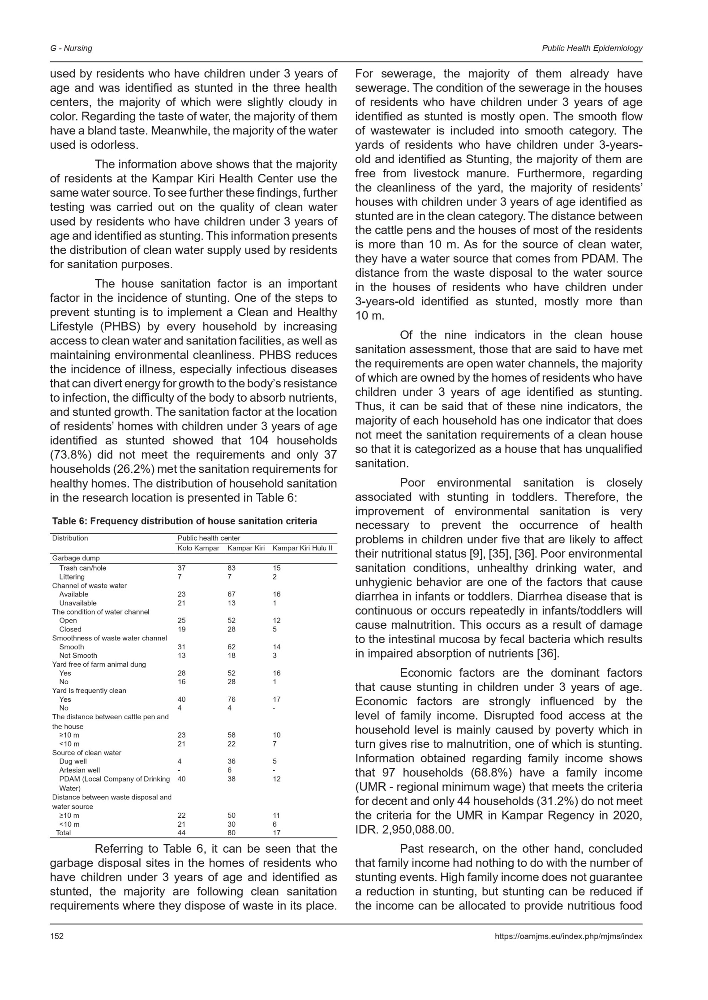 G - Nursing
Public Health Epidemiology
used by residents who have children under 3 years of
age and was identified as stunted in the three health
centers, the majority of which were slightly cloudy in
color. Regarding the taste of water, the majority of them
have a bland taste. Meanwhile, the majority of the water
used is odorless.
The information above shows that the majority
of residents at the Kampar Kiri Health Center use the
same water source. To see further these findings, further
testing was carried out on the quality of clean water
used by residents who have children under 3 years of
age and identified as stunting. This information presents
the distribution of clean water supply used by residents
for sanitation purposes.
The house sanitation factor is an important
factor in the incidence of stunting. One of the steps to
prevent stunting is to implement a Clean and Healthy
Lifestyle (PHBS) by every household by increasing
access to clean water and sanitation facilities, as well as
maintaining environmental cleanliness. PHBS reduces
the incidence of illness, especially infectious diseases
that can divert energy for growth to the body's resistance
to infection, the difficulty of the body to absorb nutrients,
and stunted growth. The sanitation factor at the location
of residents' homes with children under 3 years of age
identified as stunted showed that 104 households
(73.8%) did not meet the requirements and only 37
households (26.2%) met the sanitation requirements for
healthy homes. The distribution of household sanitation
in the research location is presented in Table 6:
Table 6: Frequency distribution of house sanitation criteria
Distribution Public health center
Koto Kampar Kampar Kiri Kampar Kiri Hulu II
Garbage dump
Trash can/hole 37 83 15
Littering 7 7 2
Channel of waste water
Available 23 67 16
Unavailable 21 13 1
The condition of water channel
Open 25 52 12
Closed 19 28 5
Smoothness of waste water channel
Smooth 31 62 14
Not Smooth 13 18 3
Yard free of farm animal dung
Yes 28 52 16
No 16 28 1
Yard is frequently clean
Yes 40 76 17
No 4 4 -
The distance between cattle pen and
the house
≥10 m 23 58 10
<10 m 21 22 7
Source of clean water
Dug well 4 36 5
Artesian well - 6 -
PDAM (Local Company of Drinking 40 38 12
Water)
Distance between waste disposal and
water source
≥10 m 22 50 11
<10 m 21 30 6
Total 44 80 17
Referring to Table 6, it can be seen that the
garbage disposal sites in the homes of residents who
have children under 3 years of age and identified as
stunted, the majority are following clean sanitation
requirements where they dispose of waste in its place.
For sewerage, the majority of them already have
sewerage. The condition of the sewerage in the houses
of residents who have children under 3 years of age
identified as stunted is mostly open. The smooth flow
of wastewater is included into smooth category. The
yards of residents who have children under 3-years-
old and identified as Stunting, the majority of them are
free from livestock manure. Furthermore, regarding
the cleanliness of the yard, the majority of residents'
houses with children under 3 years of age identified as
stunted are in the clean category. The distance between
the cattle pens and the houses of most of the residents
is more than 10 m. As for the source of clean water,
they have a water source that comes from PDAM. The
distance from the waste disposal to the water source
in the houses of residents who have children under
3-years-old identified as stunted, mostly more than
10 m.
Of the nine indicators in the clean house
sanitation assessment, those that are said to have met
the requirements are open water channels, the majority
of which are owned by the homes of residents who have
children under 3 years of age identified as stunting.
Thus, it can be said that of these nine indicators, the
majority of each household has one indicator that does
not meet the sanitation requirements of a clean house
so that it is categorized as a house that has unqualified
sanitation.
Poor environmental sanitation is closely
associated with stunting in toddlers. Therefore, the
improvement of environmental sanitation is very
necessary to prevent the occurrence of health
problems in children under five that are likely to affect
their nutritional status [9], [35], [36]. Poor environmental
sanitation conditions, unhealthy drinking water, and
unhygienic behavior are one of the factors that cause
diarrhea in infants or toddlers. Diarrhea disease that is
continuous or occurs repeatedly in infants/toddlers will
cause malnutrition. This occurs as a result of damage
to the intestinal mucosa by fecal bacteria which results
in impaired absorption of nutrients [36].
Economic factors are the dominant factors
that cause stunting in children under 3 years of age.
Economic factors are strongly influenced by the
level of family income. Disrupted food access at the
household level is mainly caused by poverty which in
turn gives rise to malnutrition, one of which is stunting.
Information obtained regarding family income shows
that 97 households (68.8%) have a family income
(UMR - regional minimum wage) that meets the criteria
for decent and only 44 households (31.2%) do not meet
the criteria for the UMR in Kampar Regency in 2020,
IDR. 2,950,088.00.
Past research, on the other hand, concluded
that family income had nothing to do with the number of
stunting events. High family income does not guarantee
a reduction in stunting, but stunting can be reduced if
the income can be allocated to provide nutritious food
152
https://oamjms.eu/index.php/mjms/index